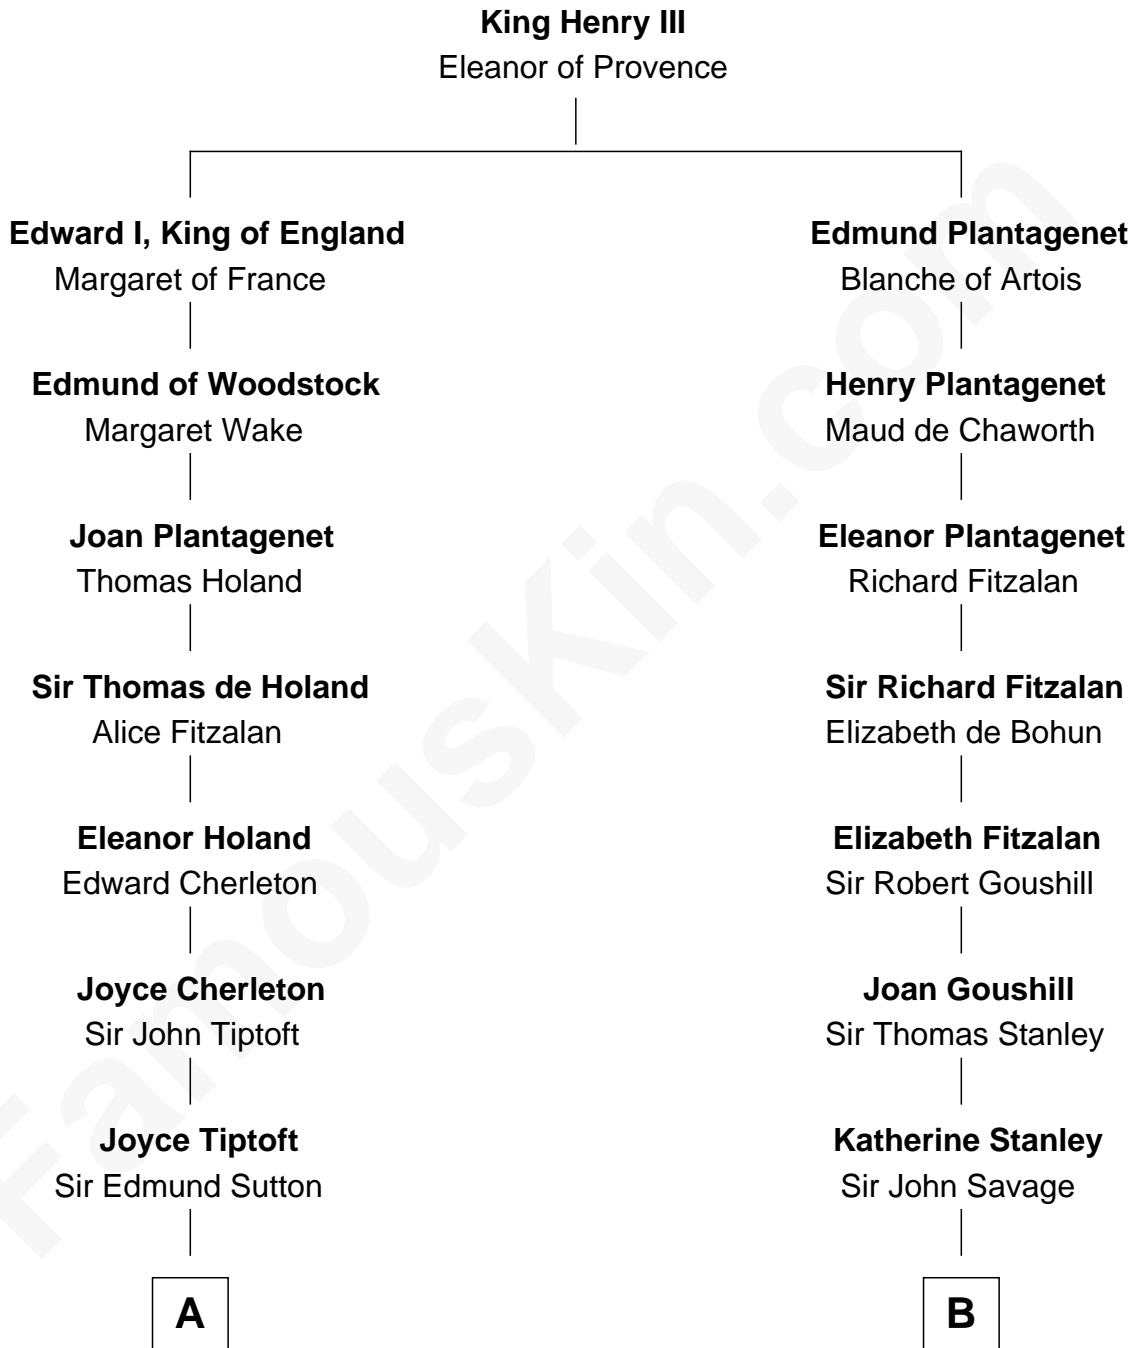 King Henry III
Eleanor of Provence
Edward I, King of England
Margaret of France
Edmund Plantagenet
Blanche of Artois
Edmund of Woodstock
Margaret Wake
Henry Plantagenet
Maud de Chaworth
Joan Plantagenet
Thomas Holand
Eleanor Plantagenet
Richard Fitzalan
Sir Thomas de Holand
Alice Fitzalan
Sir Richard Fitzalan
Elizabeth de Bohun
Eleanor Holand
Edward Cherleton
Elizabeth Fitzalan
Sir Robert Goushill
Joyce Cherleton
Sir John Tiptoft
Joan Goushill
Sir Thomas Stanley
Joyce Tiptoft
Sir Edmund Sutton
Katherine Stanley
Sir John Savage
A
B
FamousKin.com